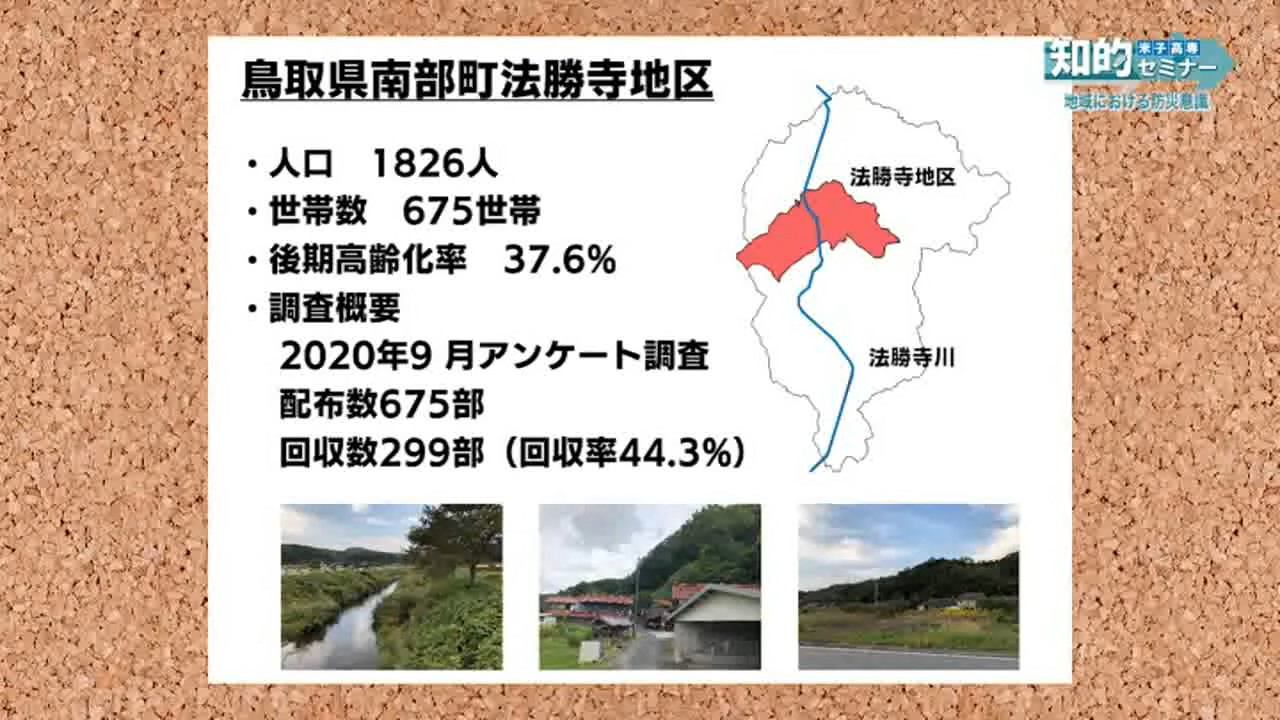 鳥取県南部町法勝寺地区
・人口　1826人
・世帯数　675世帯
・後期高齢化率　37.6%
・調査概要
2020年9月アンケート調査
配布数675部
回収数299部（回収率44.3%）
法勝寺地区
法勝寺川
知的
米子高専
セミナー
地域における防災意識